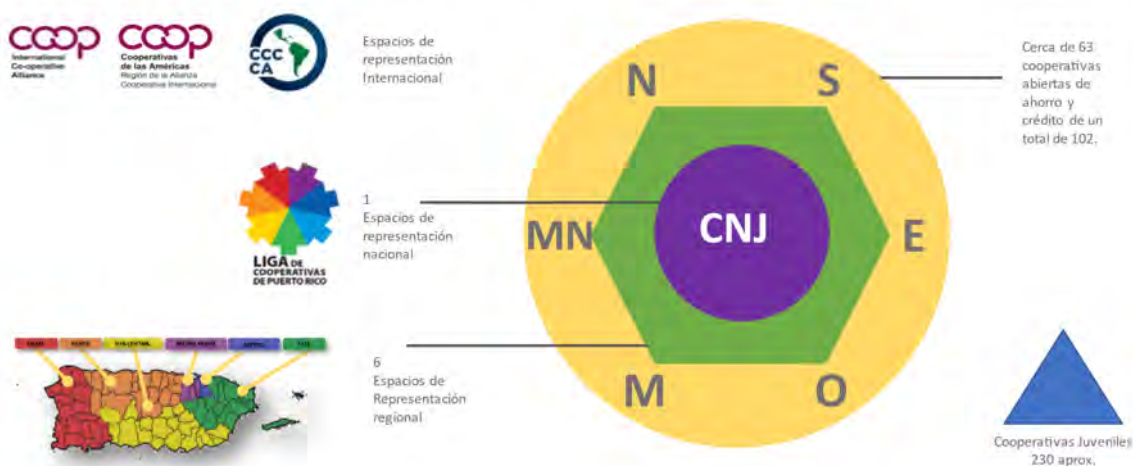 coop
International
Co-operative
Alliance
coop
Cooperativas
de las Américas
Región de la Alianza
Cooperativa Internacional
CCC
CA
Espacios de
representación
Internacional
N
S
Cerca de 63
cooperativas
abiertas de
ahorro y
crédito de un
total de 102.
LIGA DE
COOPERATIVAS
DE PUERTO RICO
1
Espacios de
representación
nacional
MN
CNJ
E
6
Espacios de
Representación
regional
M
O
Cooperativas Juveniles
230 aprox.